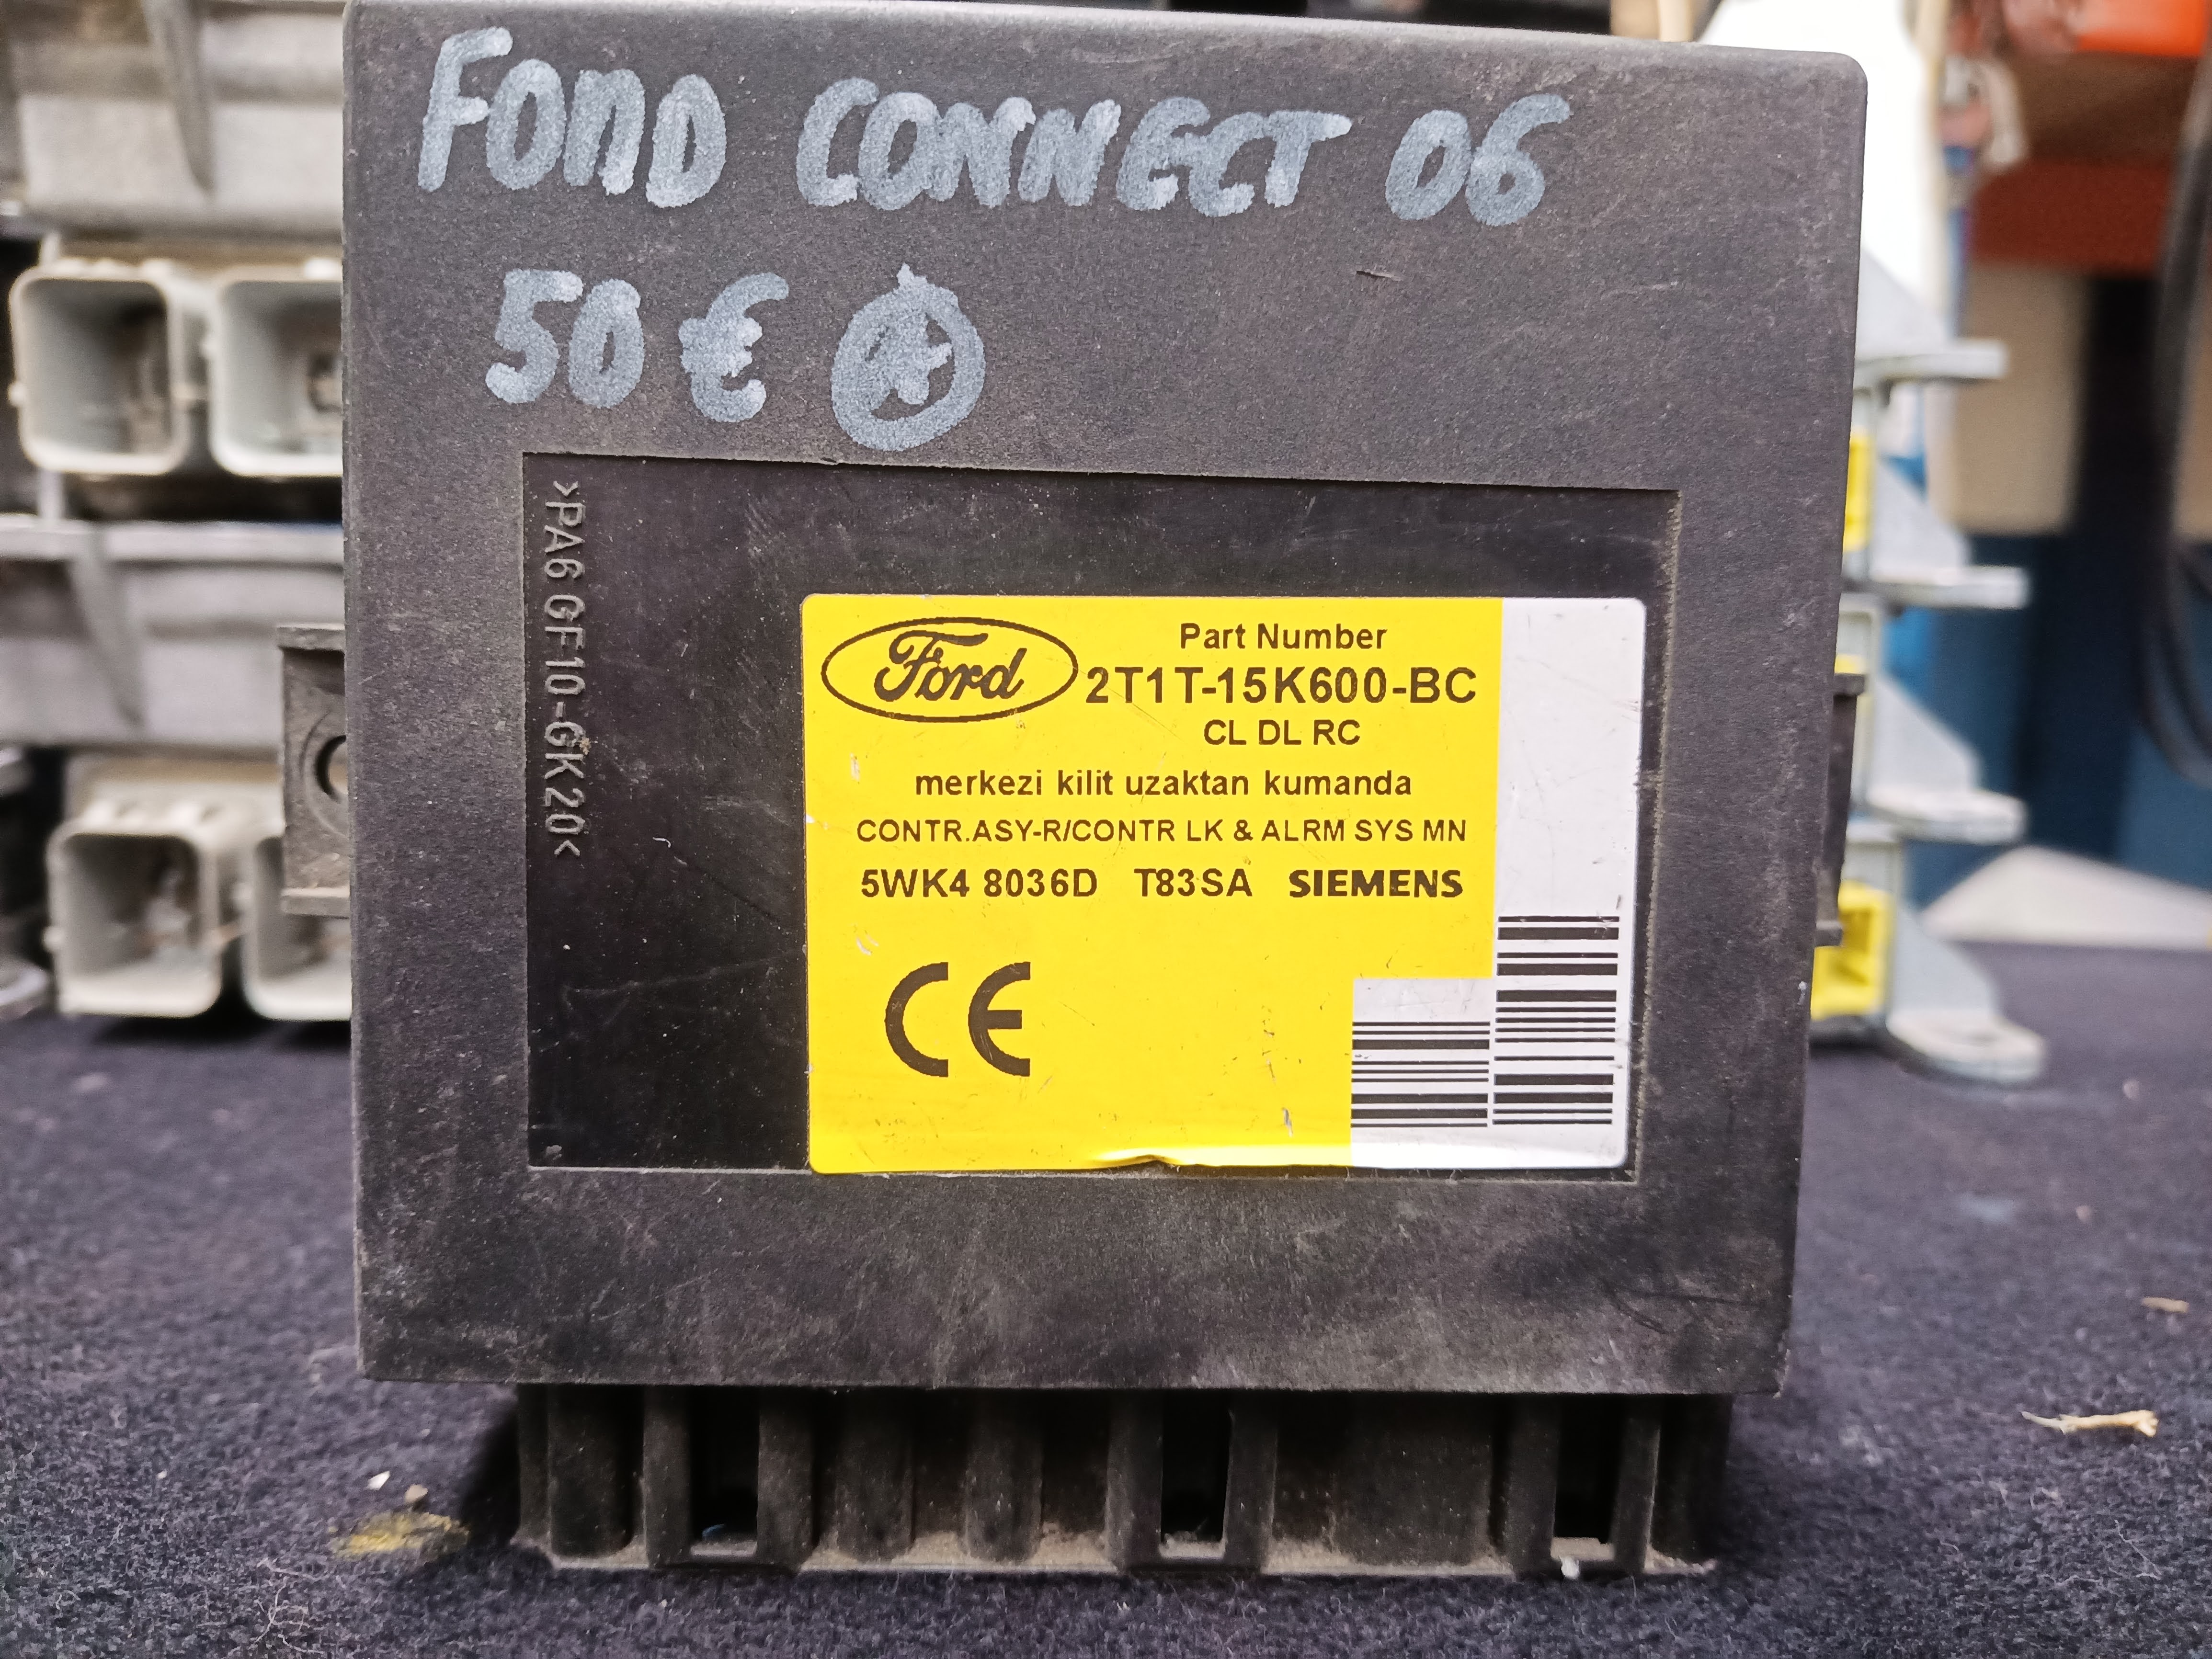 FORD CONNECT 06
50 €
>PA6 GF10-GK20<
Ford
Part Number
2T1T-15K600-BC
CL DL RC
merkezi kilit uzaktan kumanda
CONTR.ASY-R/CONTR LK & ALRM SYS MN
5WK4 8036D T83SA SIEMENS
CE